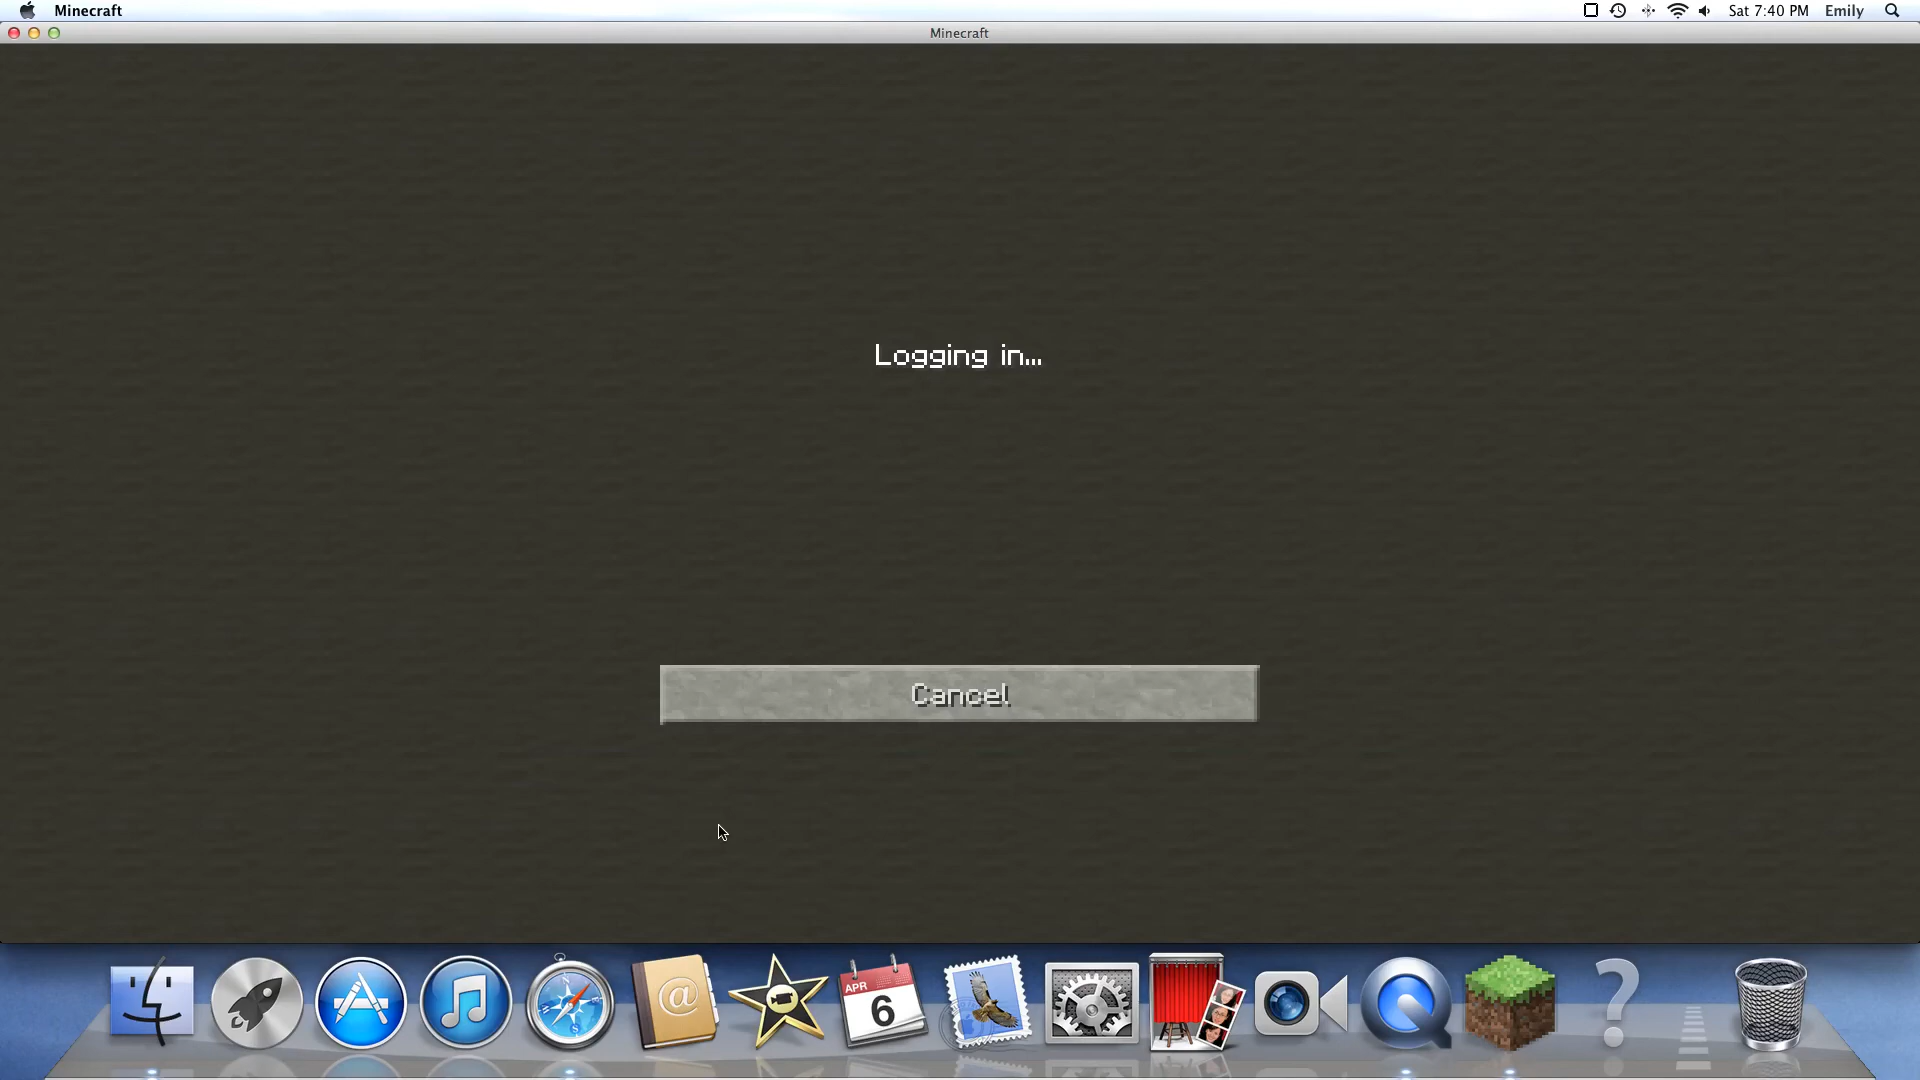 Minecraft
Sat 7:40 PM Emily
Minecraft
Logging in...
Cancel
@
APR
6
?